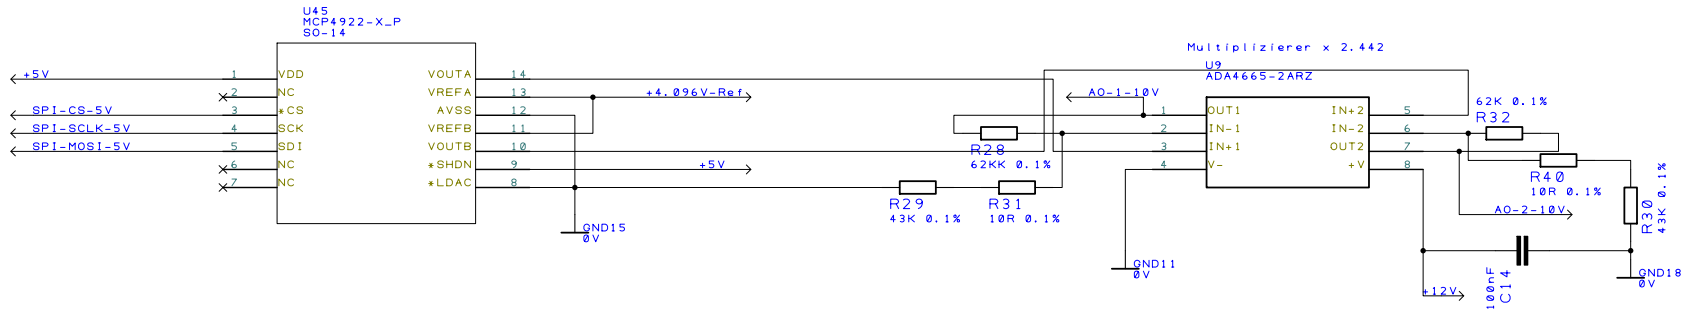 U45
MCP4922-X_P
SO-14
+5V
1
VDD
VOUTA
14
2
NC
VREFA
13
+4.096V-Ref
SPI-CS-5V
3
*CS
AVSS
12
SPI-SCLK-5V
4
SCK
VREFB
11
SPI-MOSI-5V
5
SDI
VOUTB
10
6
NC
*SHDN
9
+5V
7
NC
*LDAC
8
GND15
0V
R29
43K 0.1%
R31
10R 0.1%
R28
62KK 0.1%
Multiplizierer x 2.442
U9
ADA4665-2ARZ
AO-1-10V
1
OUT1
IN+2
5
2
IN-1
IN-2
6
3
IN+1
OUT2
7
4
V-
+V
8
GND11
0V
62K 0.1%
R32
R40
10R 0.1%
R30
43K 0.1%
AO-2-10V
100nF
C14
+12V
GND18
0V